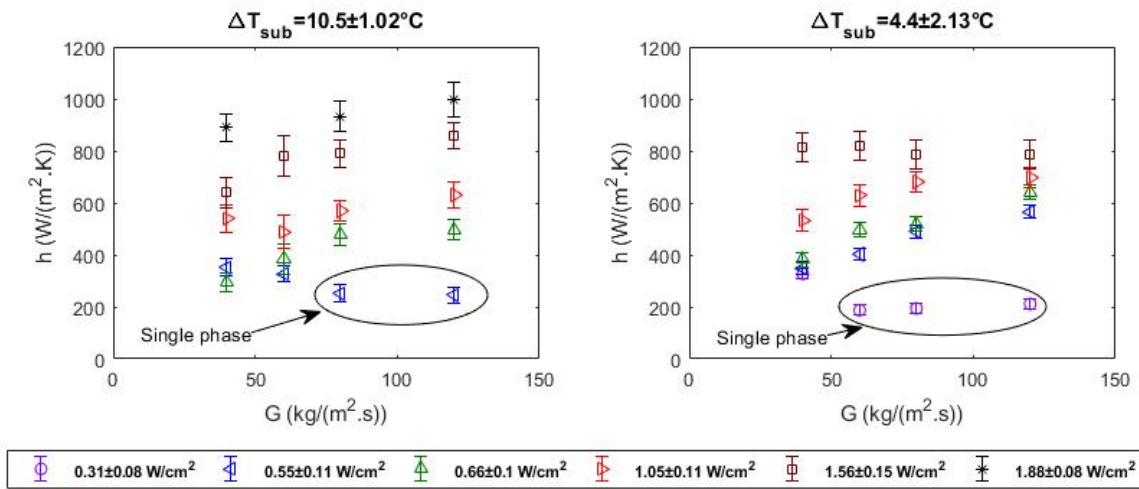 ΔT_sub=10.5±1.02°C
1200
1000
800
600
400
200
0
h (W/(m².K))
Single phase
0 50 100 150
G (kg/(m².s))
ΔT_sub=4.4±2.13°C
1200
1000
800
600
400
200
0
h (W/(m².K))
Single phase
0 50 100 150
G (kg/(m².s))
0.31±0.08 W/cm² 0.55±0.11 W/cm² 0.66±0.1 W/cm² 1.05±0.11 W/cm² 1.56±0.15 W/cm² 1.88±0.08 W/cm²